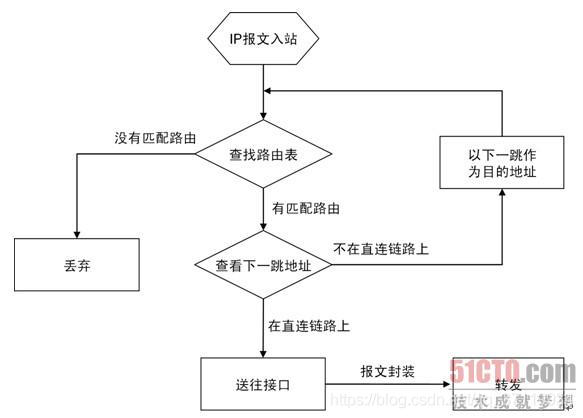 IP报文入站
没有匹配路由
查找路由表
以下一跳作
为目的地址
有匹配路由
不在直连链路上
丢弃
查看下一跳地址
在直连链路上
送往接口
报文封装
转发
51CTO.com
技术成就梦想
https://blog.csdn.net/